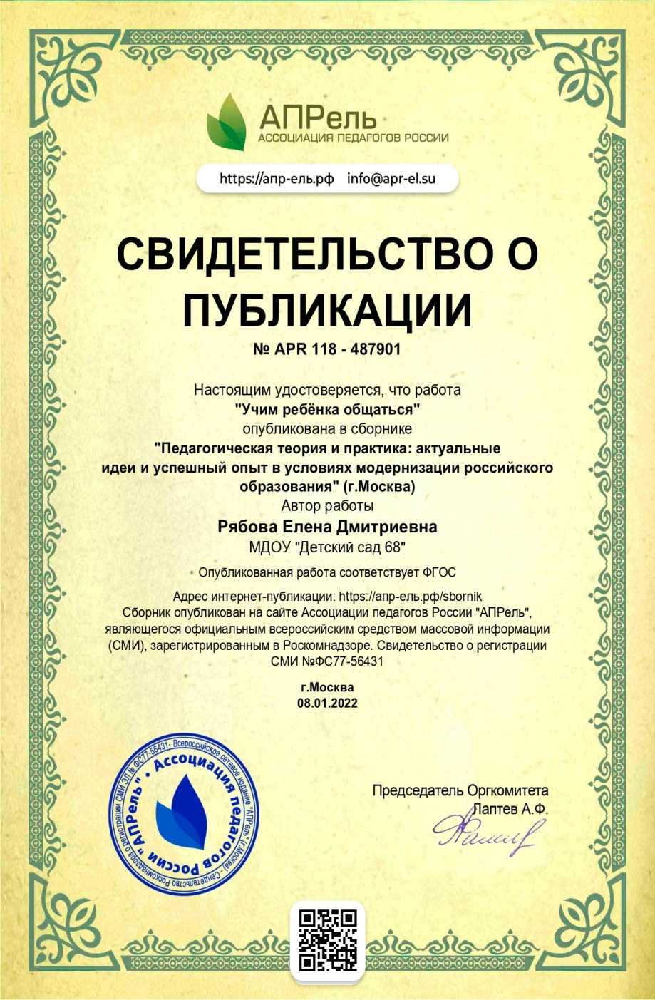 АПРель
АССОЦИАЦИЯ ПЕДАГОГОВ РОССИИ
https://апр-ель.рф info@apr-el.su
СВИДЕТЕЛЬСТВО О
ПУБЛИКАЦИИ
№ APR 118 - 487901
Настоящим удостоверяется, что работа
"Учим ребёнка общаться"
опубликована в сборнике
"Педагогическая теория и практика: актуальные
идеи и успешный опыт в условиях модернизации российского
образования" (г.Москва)
Автор работы
Рябова Елена Дмитриевна
МДОУ "Детский сад 68"
Опубликованная работа соответствует ФГОС
Адрес интернет-публикации: https://апр-ель.рф/sbornik
Сборник опубликован на сайте Ассоциации педагогов России "АПРель",
являющегося официальным всероссийским средством массовой информации
(СМИ), зарегистрированным в Роскомнадзоре. Свидетельство о регистрации
СМИ №ФС77-56431
г.Москва
08.01.2022
Всероссийское сетевое издание "АПРель" (г.Москва) - Свидетельство Роскомнадзора о регистрации СМИ ЭЛ № ФС77-56431-
Ассоциация педагогов России "АПРель" •
Председатель Оргкомитета
Лаптев А.Ф.